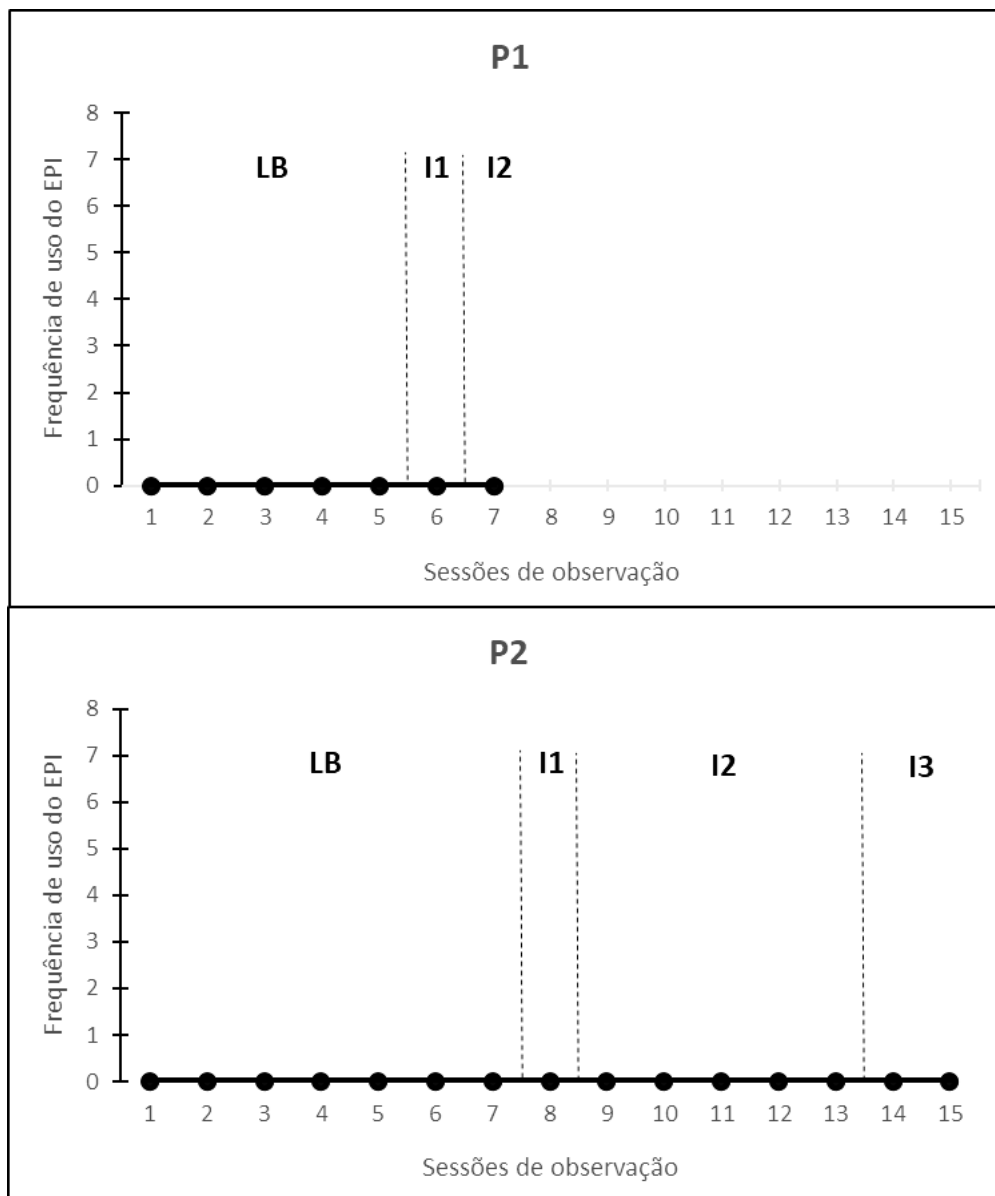 P1
8
7
6
5
4
3
2
1
0
Frequência de uso do EPI
LB
I1
I2
1 2 3 4 5 6 7 8 9 10 11 12 13 14 15
Sessões de observação
P2
8
7
6
5
4
3
2
1
0
Frequência de uso do EPI
LB
I1
I2
I3
1 2 3 4 5 6 7 8 9 10 11 12 13 14 15
Sessões de observação